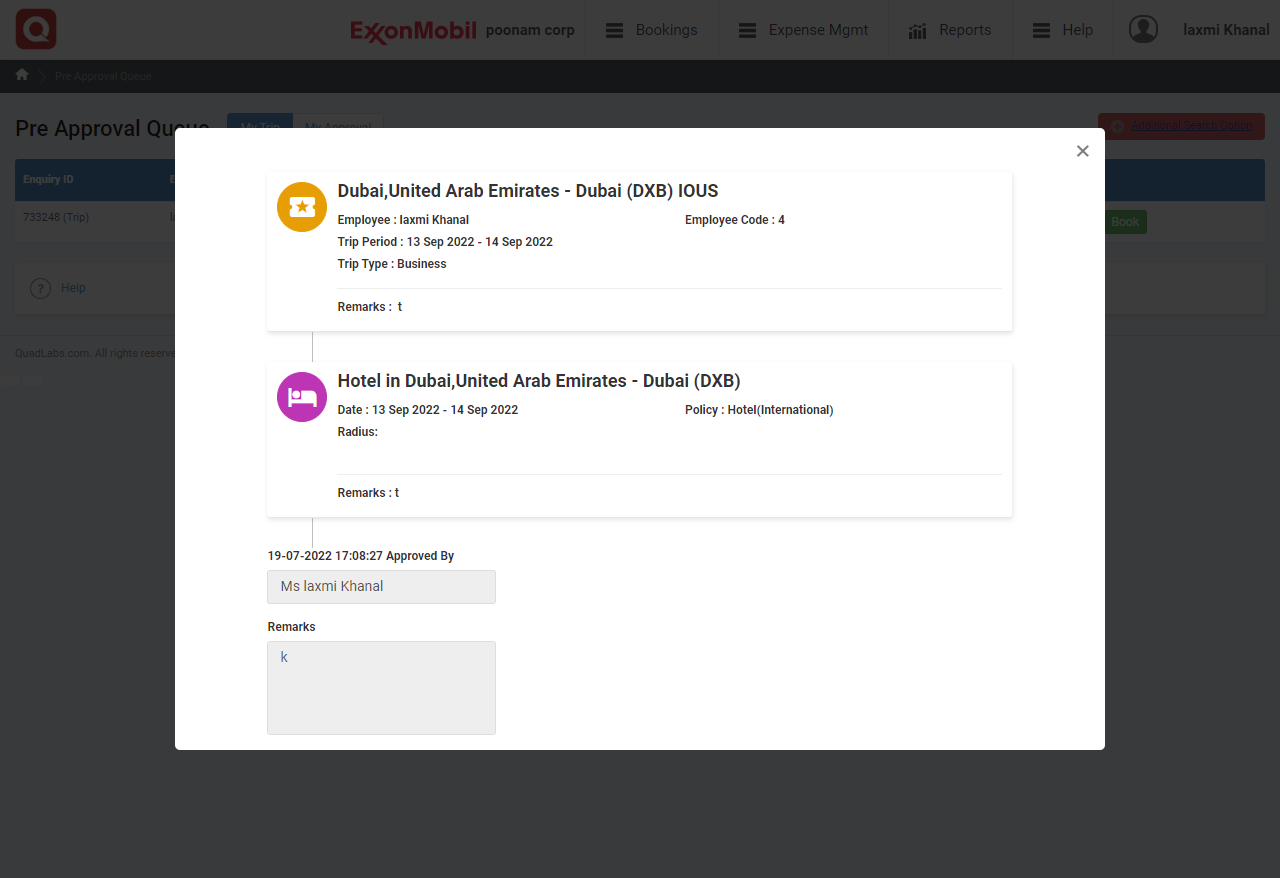 ExxonMobil poonam corp Bookings Expense Mgmt Reports Help laxmi Khanal
Pre Approval Queue
Pre Approval Queue My Trip My Approval Additional Search Option
Enquiry ID
733248 (Trip) Book
? Help
QuadLabs.com. All rights reserve
×
Dubai,United Arab Emirates - Dubai (DXB) IOUS
Employee : laxmi Khanal Employee Code : 4
Trip Period : 13 Sep 2022 - 14 Sep 2022
Trip Type : Business
Remarks : t
Hotel in Dubai,United Arab Emirates - Dubai (DXB)
Date : 13 Sep 2022 - 14 Sep 2022 Policy : Hotel(International)
Radius:
Remarks : t
19-07-2022 17:08:27 Approved By
Ms laxmi Khanal
Remarks
k